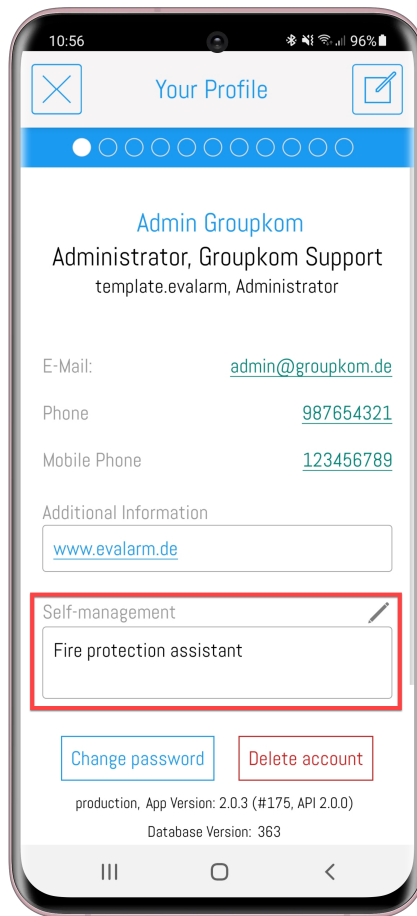 10:56
96%
Your Profile
Admin Groupkom
Administrator, Groupkom Support
template.evalarm, Administrator
E-Mail: admin@groupkom.de
Phone 987654321
Mobile Phone 123456789
Additional Information
www.evalarm.de
Self-management
Fire protection assistant
Change password Delete account
production, App Version: 2.0.3 (#175, API 2.0.0)
Database Version: 363